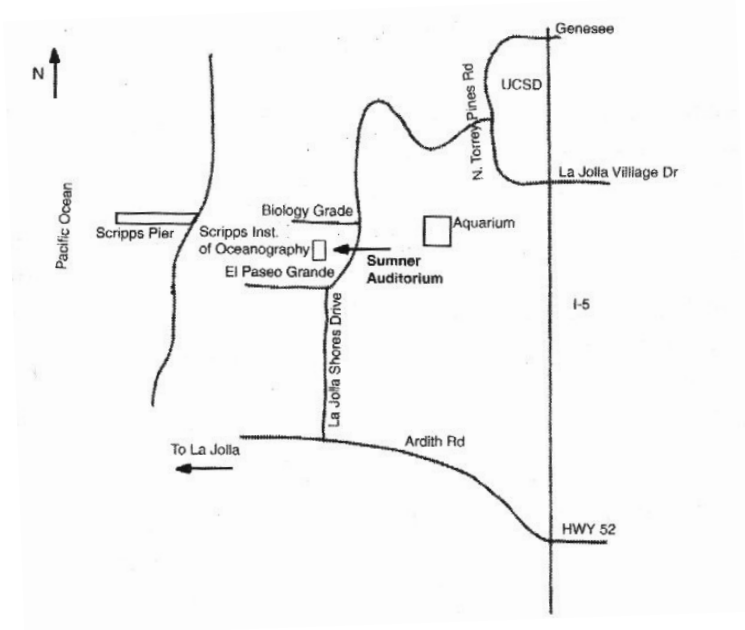 Genesee
N
UCSD
N. Torrey Pines Rd
La Jolla Villiage Dr
Pacific Ocean
Biology Grade
Aquarium
Scripps Pier
Scripps Inst.
of Oceanography
Sumner
Auditorium
El Paseo Grande
I-5
La Jolla Shores Drive
Ardith Rd
To La Jolla
HWY 52